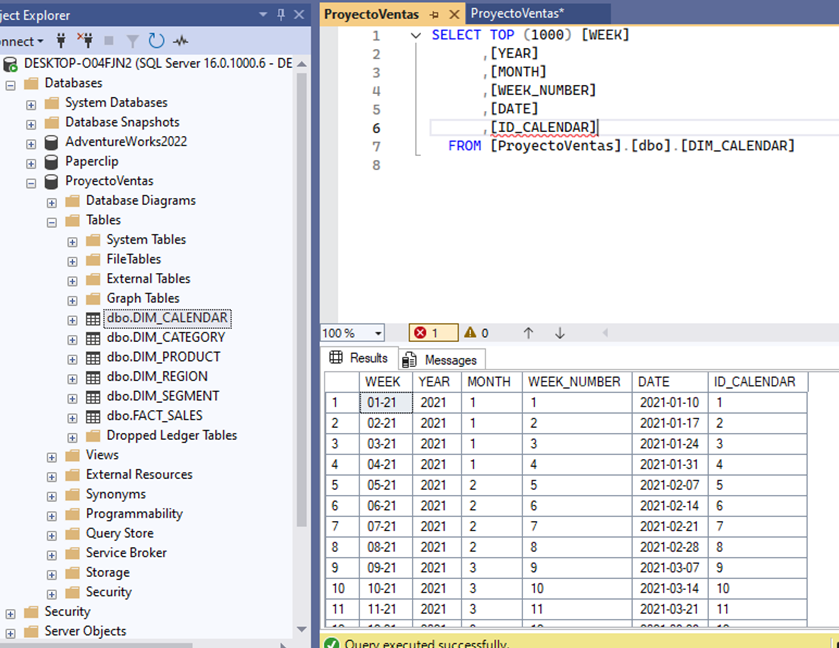 ject Explorer
nnect
DESKTOP-O04FJN2 (SQL Server 16.0.1000.6 - DE
Databases
System Databases
Database Snapshots
AdventureWorks2022
Paperclip
ProyectoVentas
Database Diagrams
Tables
System Tables
FileTables
External Tables
Graph Tables
dbo.DIM_CALENDAR
dbo.DIM_CATEGORY
dbo.DIM_PRODUCT
dbo.DIM_REGION
dbo.DIM_SEGMENT
dbo.FACT_SALES
Dropped Ledger Tables
Views
External Resources
Synonyms
Programmability
Query Store
Service Broker
Storage
Security
Security
Server Objects
ProyectoVentas ProyectoVentas*
1 SELECT TOP (1000) [WEEK]
2 ,[YEAR]
3 ,[MONTH]
4 ,[WEEK_NUMBER]
5 ,[DATE]
6 ,[ID_CALENDAR]
7 FROM [ProyectoVentas].[dbo].[DIM_CALENDAR]
8
100 % 1 0
Results Messages
WEEK YEAR MONTH WEEK_NUMBER DATE ID_CALENDAR
1 01-21 2021 1 1 2021-01-10 1
2 02-21 2021 1 2 2021-01-17 2
3 03-21 2021 1 3 2021-01-24 3
4 04-21 2021 1 4 2021-01-31 4
5 05-21 2021 2 5 2021-02-07 5
6 06-21 2021 2 6 2021-02-14 6
7 07-21 2021 2 7 2021-02-21 7
8 08-21 2021 2 8 2021-02-28 8
9 09-21 2021 3 9 2021-03-07 9
10 10-21 2021 3 10 2021-03-14 10
11 11-21 2021 3 11 2021-03-21 11
Query executed successfully.